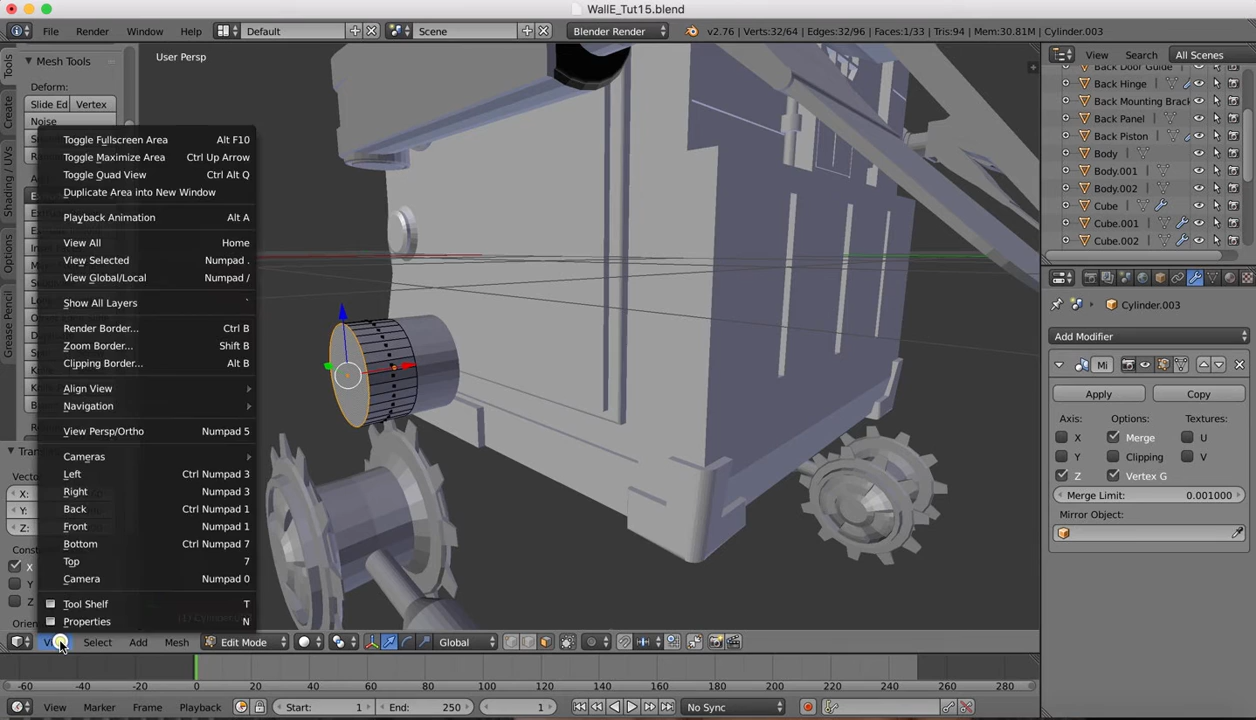 WallE_Tut15.blend
File Render Window Help Default Scene Blender Render v2.76 | Verts:32/64 | Edges:32/96 | Faces:1/33 | Tris:94 | Mem:30.81M | Cylinder.003
Tools
Create
Shading / UVs
Options
Grease Pencil
Mesh Tools
Deform:
Slide Ed Vertex
Noise
User Persp
Toggle Fullscreen Area Alt F10
Toggle Maximize Area Ctrl Up Arrow
Toggle Quad View Ctrl Alt Q
Duplicate Area into New Window
Playback Animation Alt A
View All Home
View Selected Numpad .
View Global/Local Numpad /
Show All Layers `
Render Border... Ctrl B
Zoom Border... Shift B
Clipping Border... Alt B
Align View
Navigation
View Persp/Ortho Numpad 5
Cameras
Left Ctrl Numpad 3
Right Numpad 3
Back Ctrl Numpad 1
Front Numpad 1
Bottom Ctrl Numpad 7
Top 7
Camera Numpad 0
Tool Shelf T
Properties N
X:
Y:
Z:
X
Y
Z
Select Add Mesh Edit Mode Global
-60 -40 -20 0 20 40 60 80 100 120 140 160 180 200 220 240 260 280
View Marker Frame Playback Start: 1 End: 250 1 No Sync
View Search All Scenes
Back Door Guide
Back Hinge
Back Mounting Brack
Back Panel
Back Piston
Body
Body.001
Body.002
Cube
Cube.001
Cube.002
Cylinder.003
Add Modifier
Mi
Apply Copy
Axis: Options: Textures:
X Merge U
Y Clipping V
Z Vertex G
Merge Limit: 0.001000
Mirror Object: